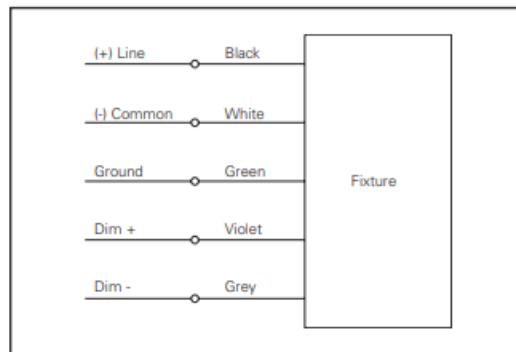 (+) Line Black
(-) Common White
Ground Green
Fixture
Dim + Violet
Dim - Grey